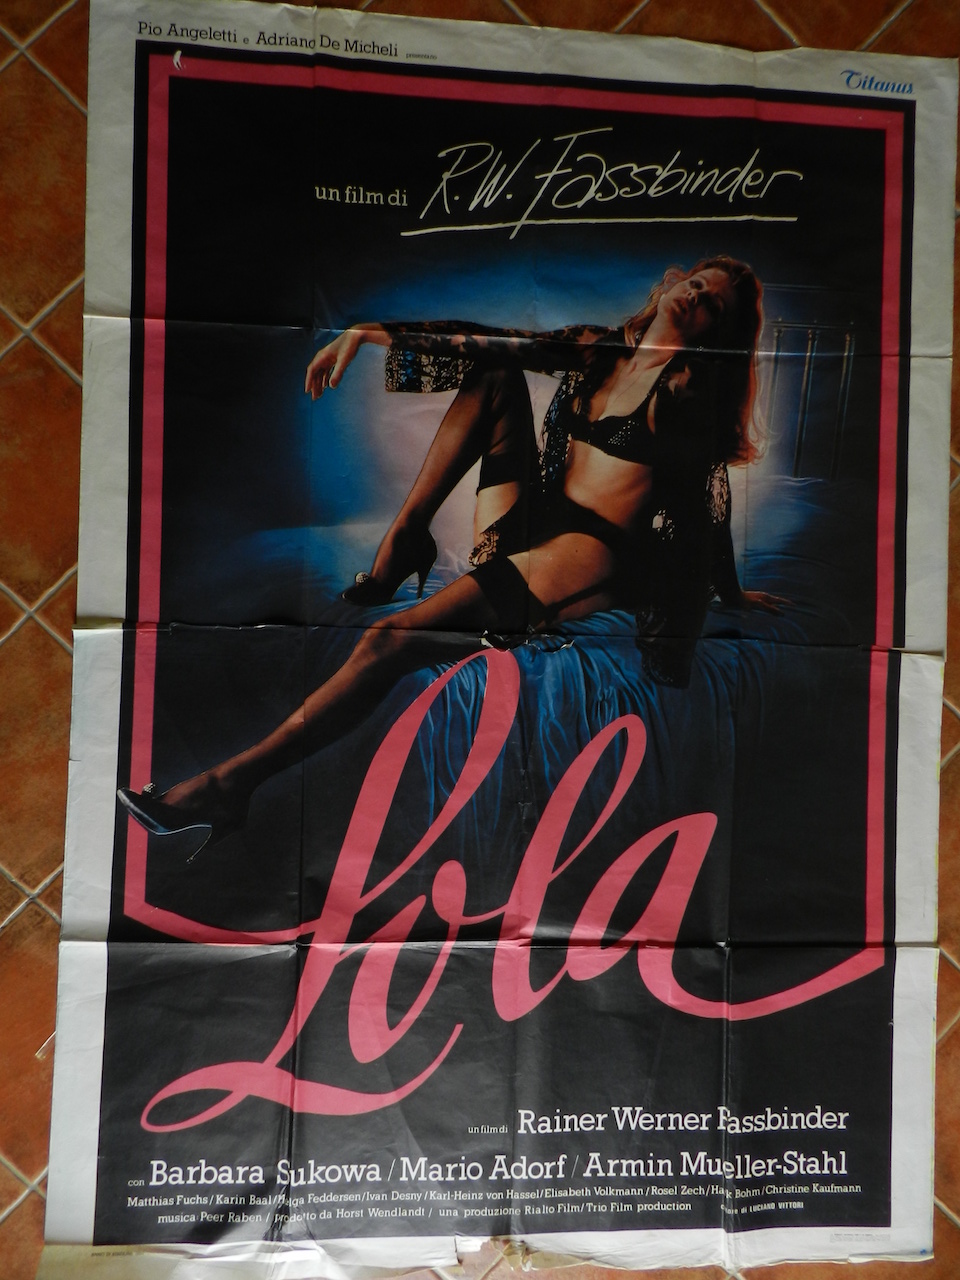 Pio Angeletti e Adriano De Micheli presentano
Titanus
un film di R.W. Fassbinder
Lola
un film di Rainer Werner Fassbinder
con Barbara Sukowa / Mario Adorf / Armin Mueller-Stahl
Matthias Fuchs / Karin Baal / Helga Feddersen / Ivan Desny / Karl-Heinz von Hassel / Elisabeth Volkmann / Rosel Zech / Hark Bohm / Christine Kaufmann
musica Peer Raben / prodotto da Horst Wendlandt / una produzione Rialto Film / Trio Film production di LUCIANO VITTORI